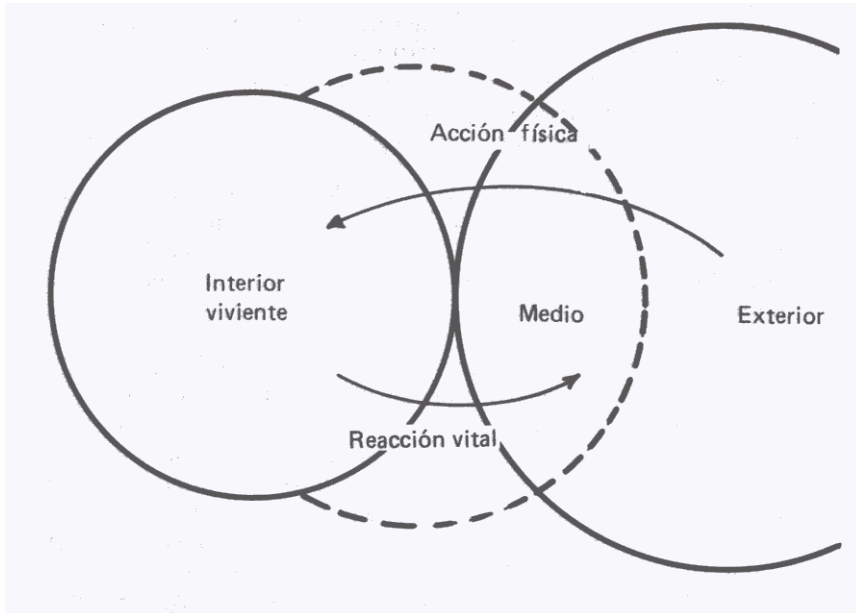 Acción física
Interior
viviente
Medio
Exterior
Reacción vital